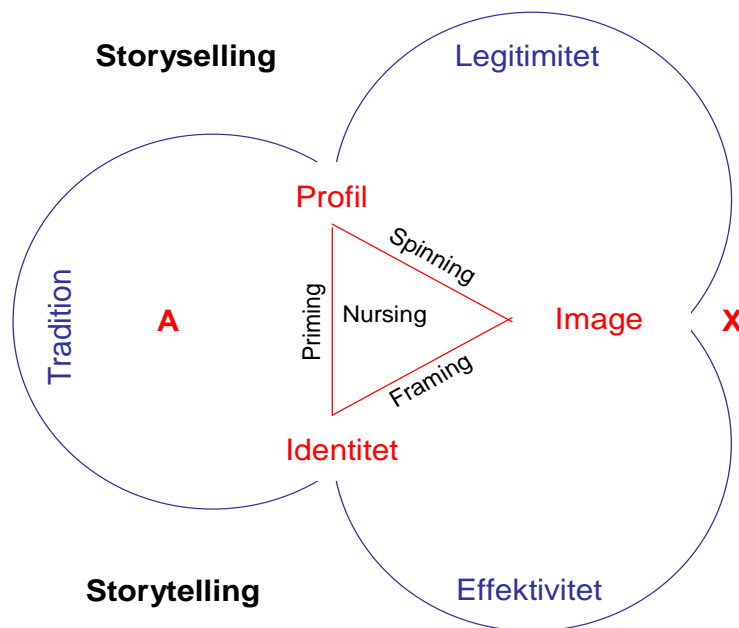 Storyselling
Legitimitet
Profil
Spinning
Tradition
A
Priming
Nursing
Image
X
Framing
Identitet
Storytelling
Effektivitet